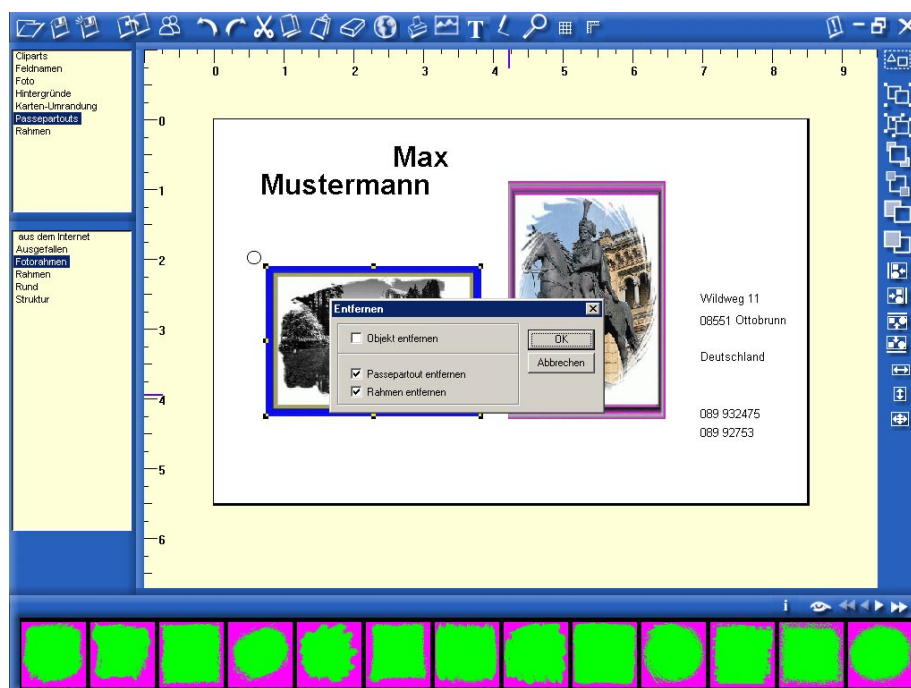 T
i
Cliparts
Feldnamen
Foto
Hintergründe
Karten-Umrandung
Passepartouts
Rahmen
aus dem Internet
Ausgefallen
Fotorahmen
Rahmen
Rund
Struktur
0 1 2 3 4 5 6 7 8 9
0
1
2
3
4
5
6
Max
Mustermann
Wildweg 11
08551 Ottobrunn
Deutschland
089 932475
089 92753
Entfernen
Objekt entfernen
Passepartout entfernen
Rahmen entfernen
OK
Abbrechen
i